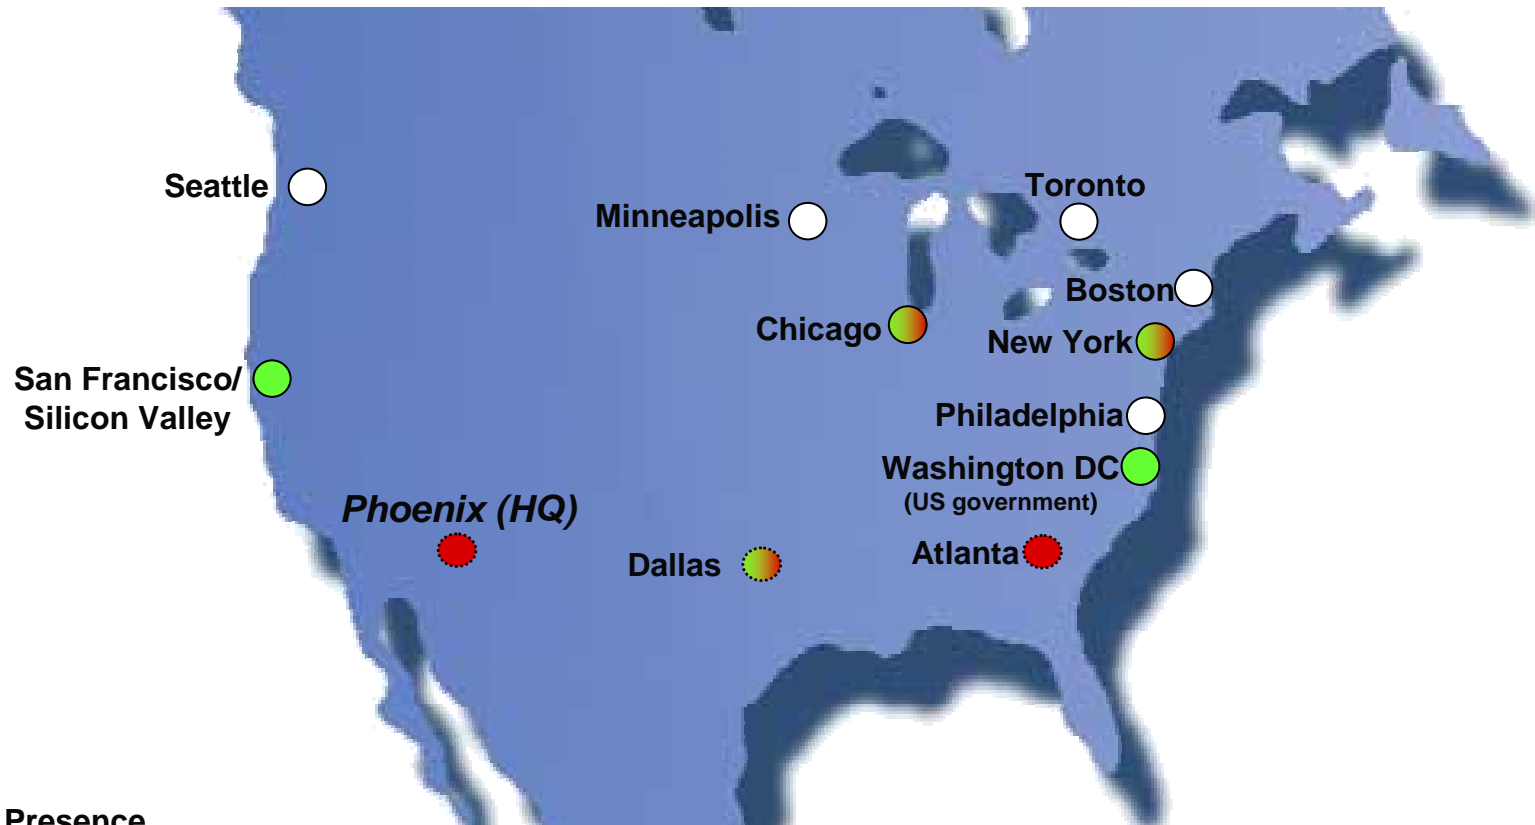 Seattle
Minneapolis
Toronto
Boston
Chicago
New York
San Francisco/
Silicon Valley
Philadelphia
Washington DC
(US government)
Phoenix (HQ)
Dallas
Atlanta
Presence